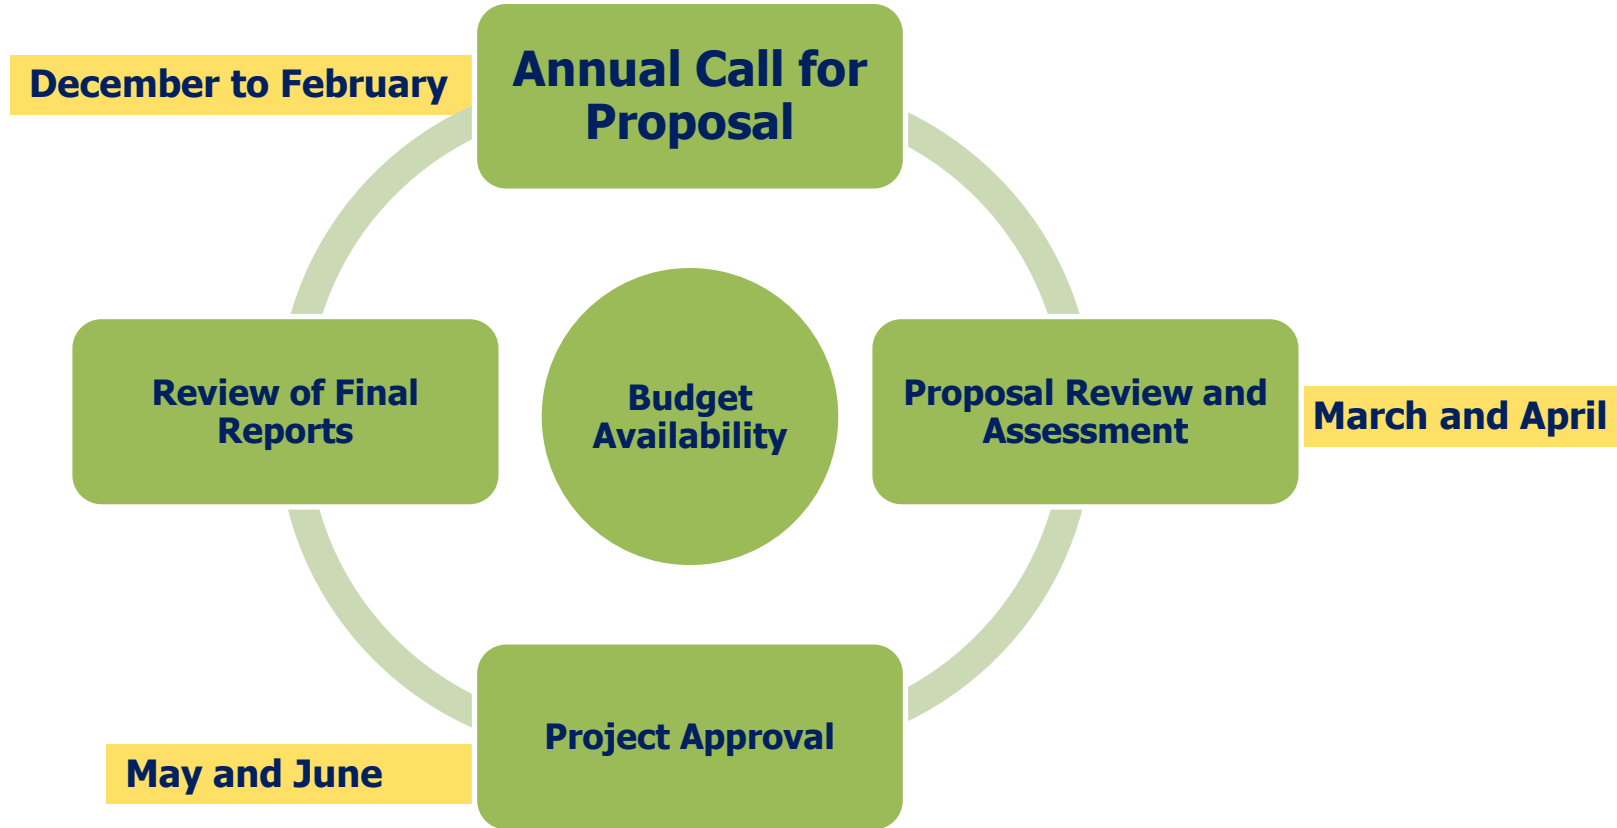 Annual Call for
Proposal
December to February
Review of Final
Reports
Budget
Availability
Proposal Review and
Assessment
March and April
Project Approval
May and June